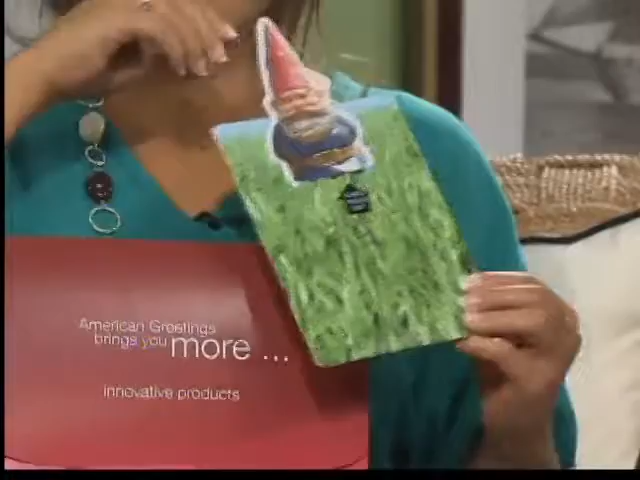 American Greetings
brings you more ...
innovative products